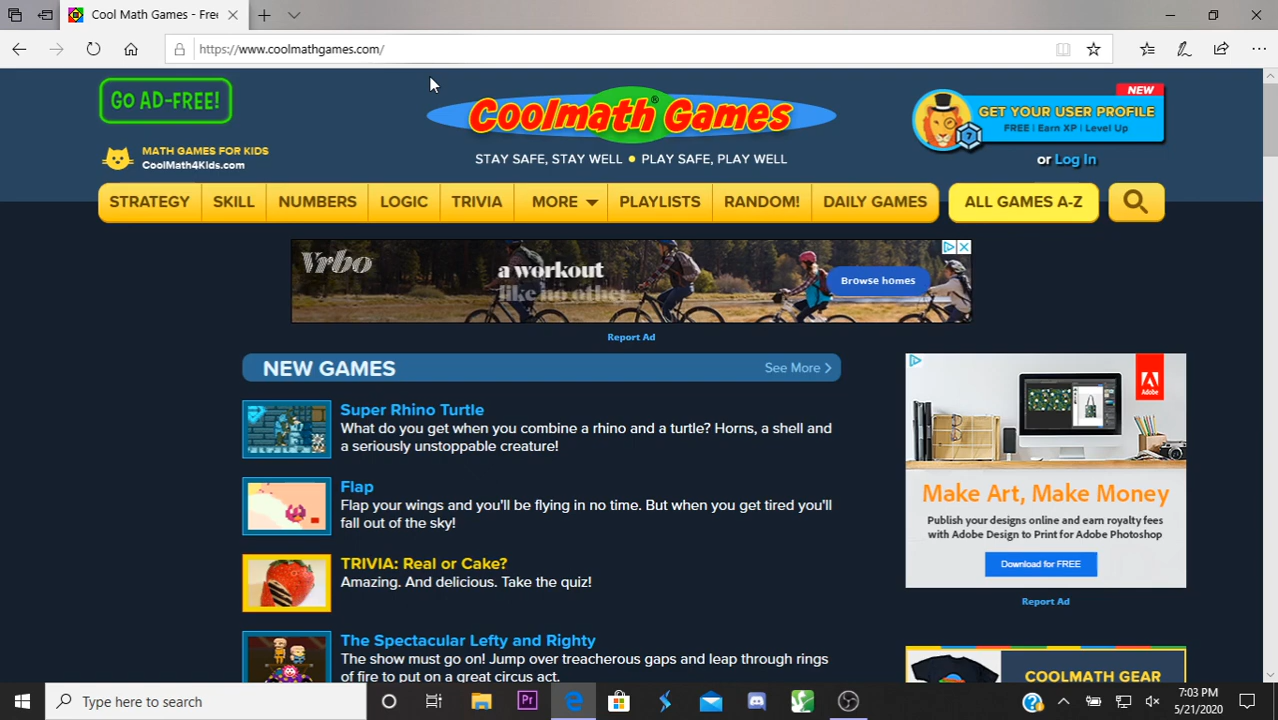 Cool Math Games - Free
https://www.coolmathgames.com/
GO AD-FREE!
MATH GAMES FOR KIDS
CoolMath4Kids.com
Coolmath Games®
STAY SAFE, STAY WELL ● PLAY SAFE, PLAY WELL
NEW
GET YOUR USER PROFILE
FREE | Earn XP | Level Up
7
or Log In
STRATEGY
SKILL
NUMBERS
LOGIC
TRIVIA
MORE
PLAYLISTS
RANDOM!
DAILY GAMES
ALL GAMES A-Z
Vrbo
a workout
like no other
Browse homes
Report Ad
NEW GAMES
See More
Super Rhino Turtle
What do you get when you combine a rhino and a turtle? Horns, a shell and
a seriously unstoppable creature!
Flap
Flap your wings and you'll be flying in no time. But when you get tired you'll
fall out of the sky!
TRIVIA: Real or Cake?
Amazing. And delicious. Take the quiz!
The Spectacular Lefty and Righty
The show must go on! Jump over treacherous gaps and leap through rings
of fire to put on a great circus act.
Adobe
Make Art, Make Money
Publish your designs online and earn royalty fees
with Adobe Design to Print for Adobe Photoshop
Download for FREE
Report Ad
COOLMATH GEAR
Type here to search
Pr
7:03 PM
5/21/2020